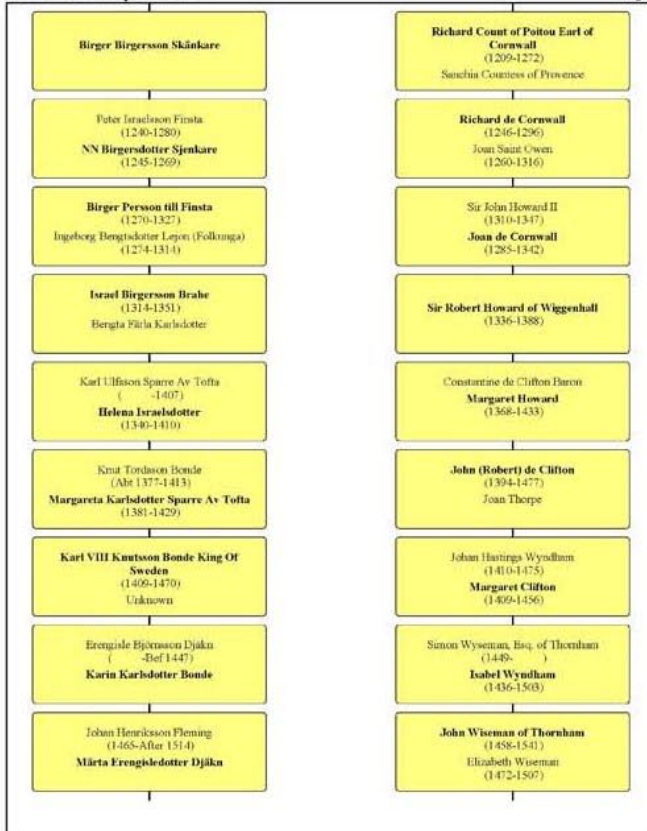 Birger Birgersson Skänkare
Peter Israelsson Finsta
(1240-1280)
NN Birgersdotter Sjenkare
(1245-1269)
Birger Persson till Finsta
(1270-1327)
Ingeborg Bengtsdotter Lejon (Folkunga)
(1274-1314)
Israel Birgersson Brahe
(1314-1351)
Bengta Färla Karlsdotter
Karl Ulfsson Sparre Av Tofta
( -1407)
Helena Israelsdotter
(1340-1410)
Knut Tordsson Bonde
(Abt 1377-1413)
Margareta Karlsdotter Sparre Av Tofta
(1381-1429)
Karl VIII Knutsson Bonde King Of
Sweden
(1409-1470)
Unknown
Erengisle Björnsson Djäkn
( -Bef 1447)
Karin Karlsdotter Bonde
Johan Henriksson Fleming
(1465-After 1514)
Märta Erengisledotter Djäkn
Richard Count of Poitou Earl of
Cornwall
(1209-1272)
Sanchia Countess of Provence
Richard de Cornwall
(1246-1296)
Joan Saint Owen
(1260-1316)
Sir John Howard II
(1310-1347)
Joan de Cornwall
(1285-1342)
Sir Robert Howard of Wiggenhall
(1336-1388)
Constantine de Clifton Baron
Margaret Howard
(1368-1433)
John (Robert) de Clifton
(1394-1477)
Joan Thorpe
Johan Hastings Wyndham
(1410-1475)
Margaret Clifton
(1409-1456)
Simon Wyseman, Esq. of Thornham
(1449- )
Isabel Wyndham
(1436-1503)
John Wiseman of Thornham
(1458-1541)
Elizabeth Wiseman
(1472-1507)